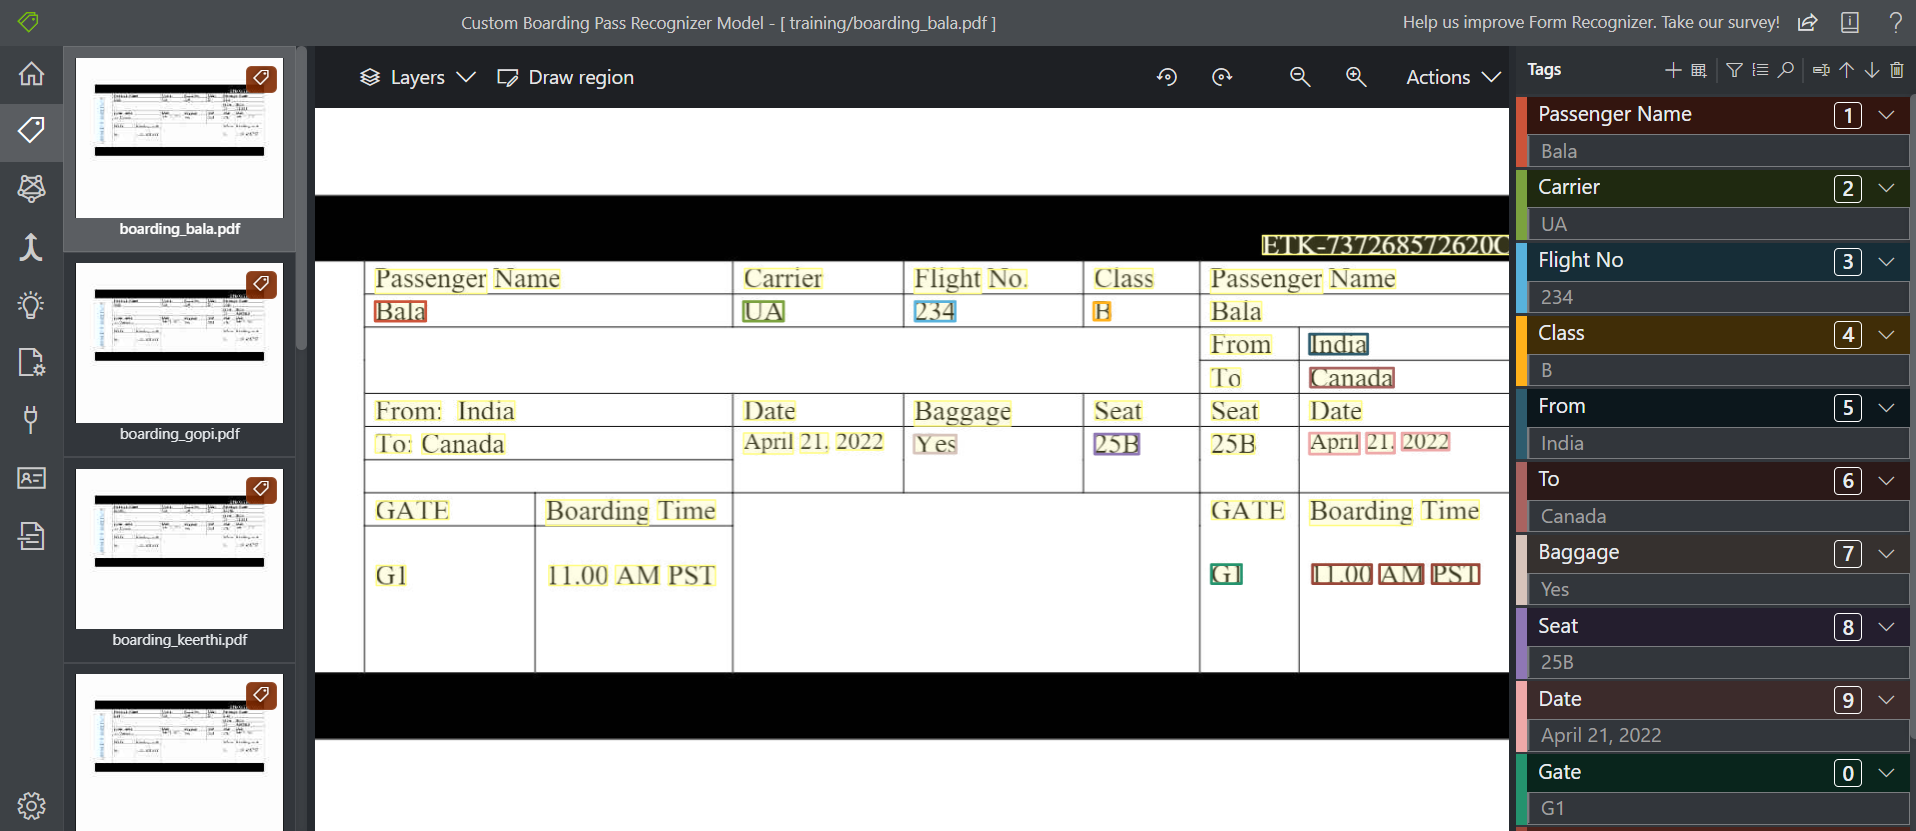 Custom Boarding Pass Recognizer Model - [ training/boarding_bala.pdf ]
Help us improve Form Recognizer. Take our survey!
Layers
Draw region
Actions
boarding_bala.pdf
boarding_gopi.pdf
boarding_keerthi.pdf
ETK-737268572620C
Passenger Name Carrier Flight No. Class Passenger Name
Bala UA 234 B Bala
From India
To Canada
From: India Date Baggage Seat Seat Date
To: Canada April 21, 2022 Yes 25B 25B April 21, 2022
GATE Boarding Time GATE Boarding Time
G1 11.00 AM PST G1 11.00 AM PST
Tags
Passenger Name 1
Bala
Carrier 2
UA
Flight No 3
234
Class 4
B
From 5
India
To 6
Canada
Baggage 7
Yes
Seat 8
25B
Date 9
April 21, 2022
Gate 0
G1